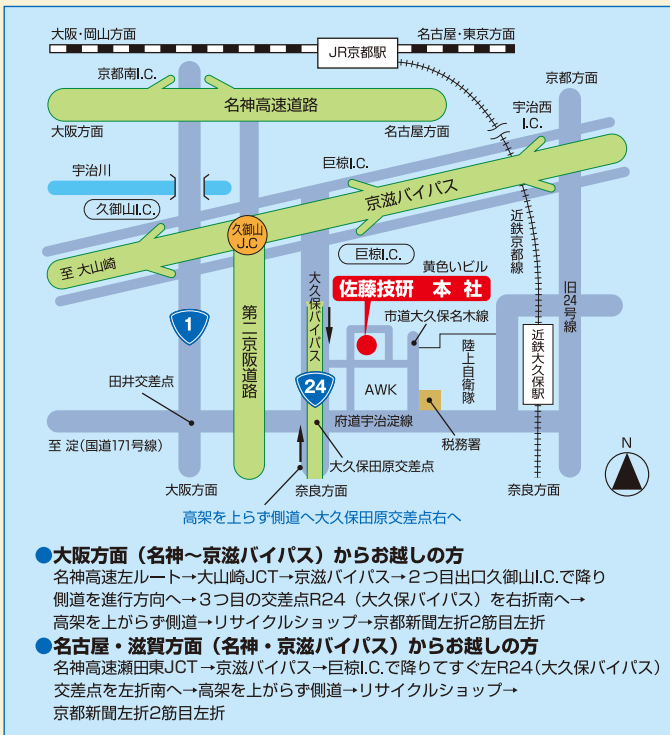 大阪・岡山方面
名古屋・東京方面
JR京都駅
京都南I.C.
京都方面
名神高速道路
宇治西
I.C.
大阪方面
名古屋方面
宇治川
巨椋I.C.
京滋バイパス
久御山I.C.
久御山
J.C
近鉄京都線
巨椋I.C.
至 大山崎
黄色いビル
大久保バイパス
佐藤技研 本 社
旧24号線
市道大久保名木線
1
第二京阪道路
陸上自衛隊
近鉄大久保駅
24
田井交差点
AWK
府道宇治淀線
至 淀(国道171号線)
税務署
大久保田原交差点
N
大阪方面
奈良方面
奈良方面
高架を上らず側道へ大久保田原交差点右へ
●大阪方面（名神～京滋バイパス）からお越しの方
名神高速左ルート→大山崎JCT→京滋バイパス→２つ目出口久御山I.C.で降り
側道を進行方向へ→３つ目の交差点R24（大久保バイパス）を右折南へ→
高架を上がらず側道→リサイクルショップ→京都新聞左折2筋目左折
●名古屋・滋賀方面（名神・京滋バイパス）からお越しの方
名神高速瀬田東JCT→京滋バイパス→巨椋I.C.で降りてすぐ左R24(大久保バイパス)
交差点を左折南へ→高架を上がらず側道→リサイクルショップ→
京都新聞左折2筋目左折